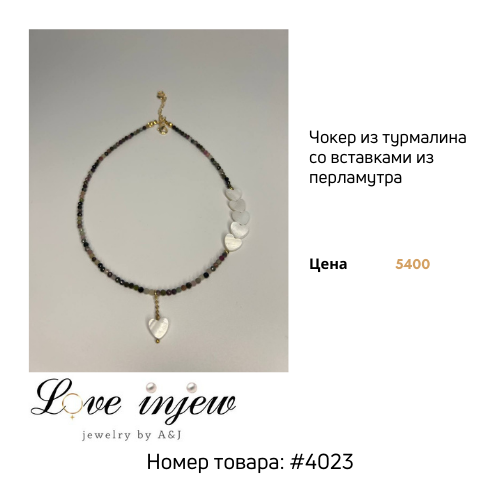 Чокер из турмалина
со вставками из
перламутра
Цена 5400
Love injew
jewelry by A&J
Номер товара: #4023